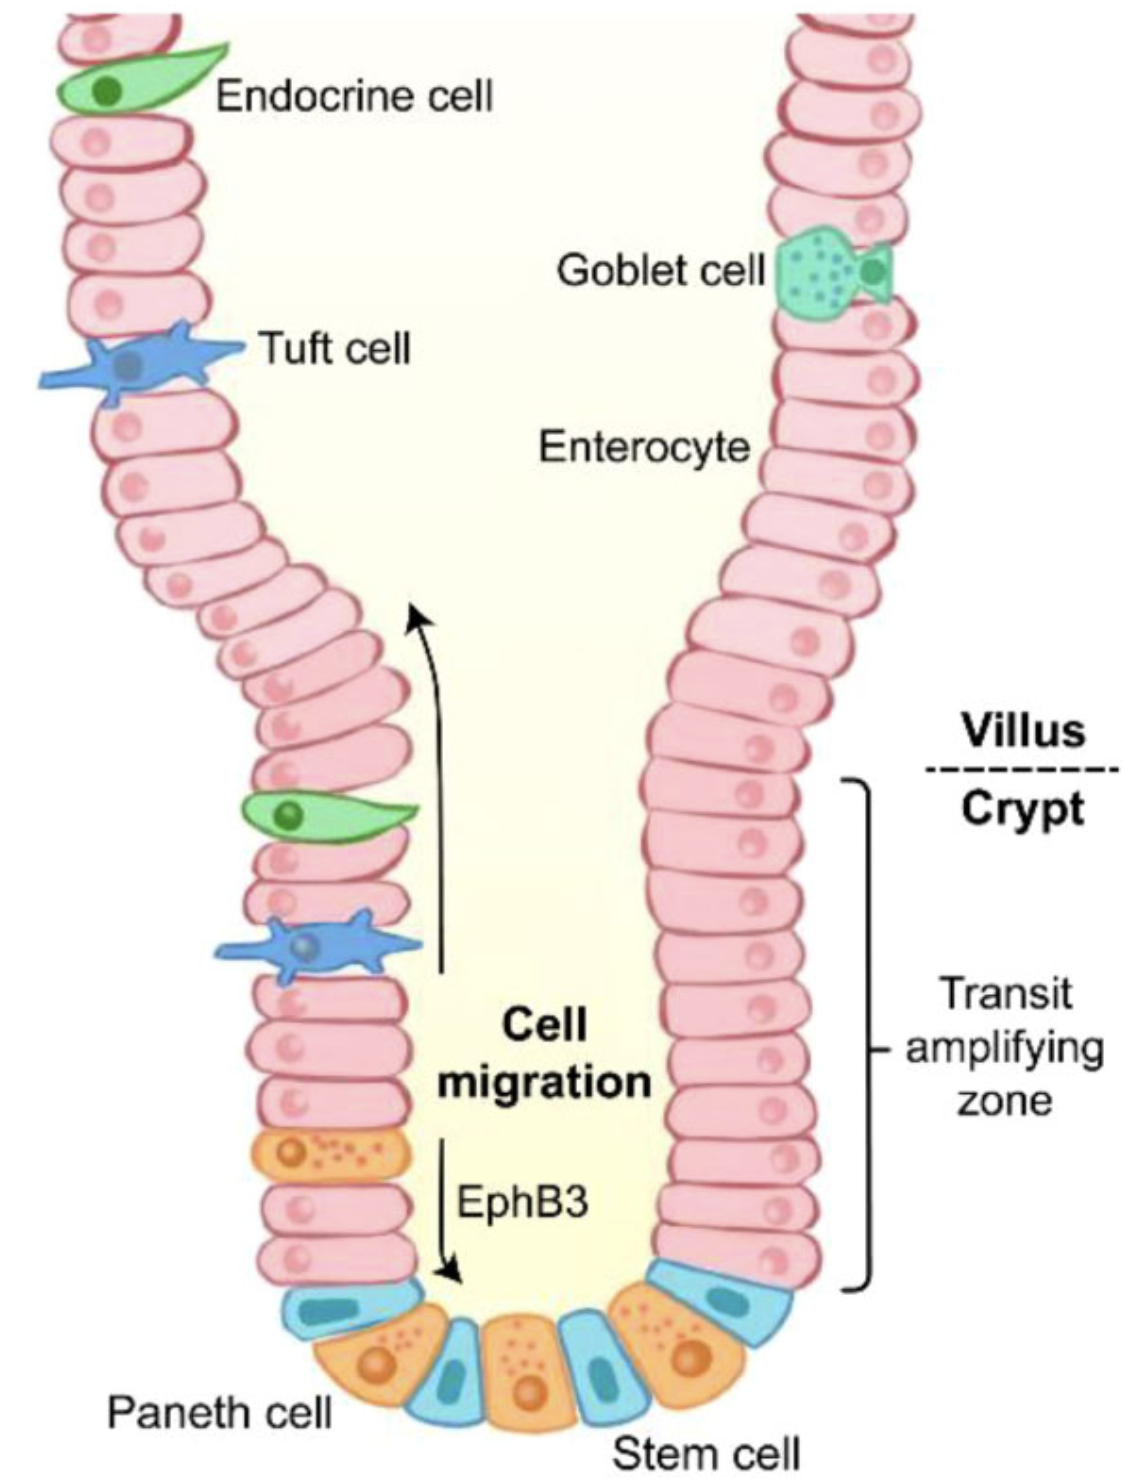 Endocrine cell
Goblet cell
Tuft cell
Enterocyte
Villus
Crypt
Transit
amplifying
zone
Cell
migration
EphB3
Paneth cell
Stem cell